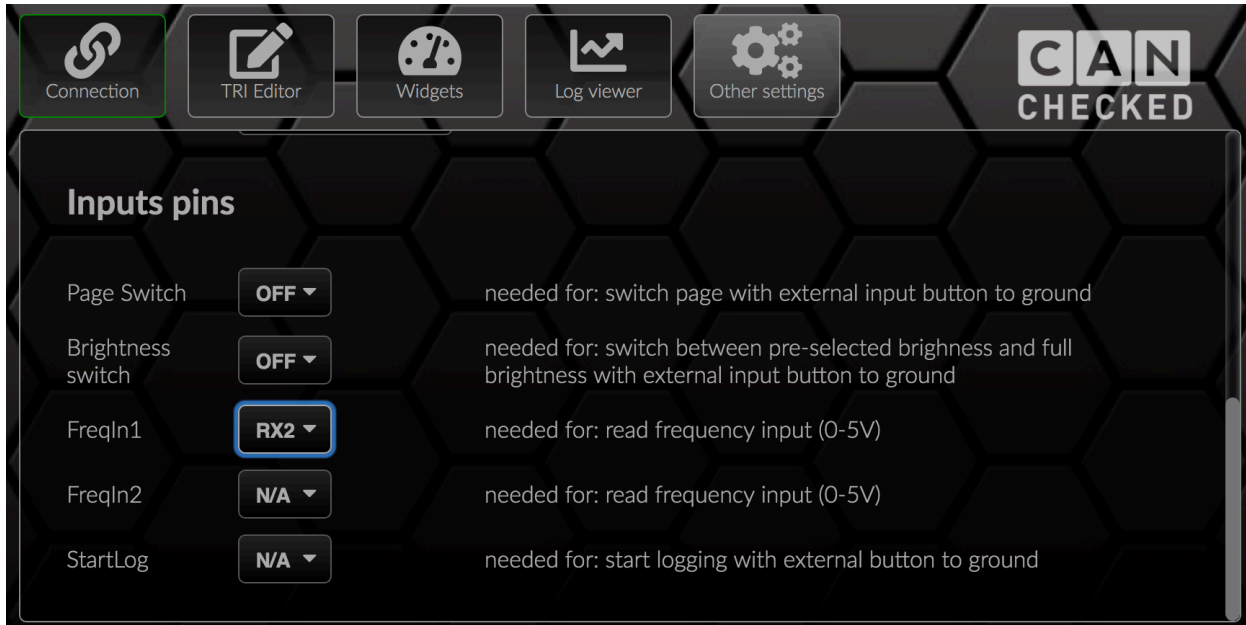 Connection
TRI Editor
Widgets
Log viewer
Other settings
CAN
CHECKED
Inputs pins
Page Switch
OFF
needed for: switch page with external input button to ground
Brightness
switch
OFF
needed for: switch between pre-selected brighness and full
brightness with external input button to ground
FreqIn1
RX2
needed for: read frequency input (0-5V)
FreqIn2
N/A
needed for: read frequency input (0-5V)
StartLog
N/A
needed for: start logging with external button to ground